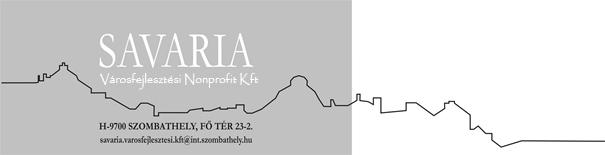 SAVARIA
Városfejlesztési Nonprofit Kft
H-9700 SZOMBATHELY, FŐ TÉR 23-2.
savaria.varosfejlesztesi.kft@int.szombathely.hu